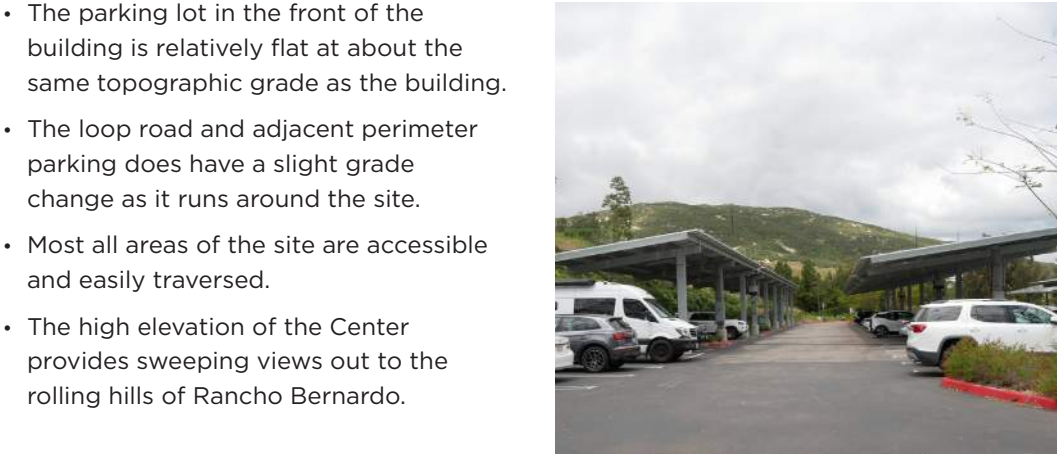 • The parking lot in the front of the
building is relatively flat at about the
same topographic grade as the building.
• The loop road and adjacent perimeter
parking does have a slight grade
change as it runs around the site.
• Most all areas of the site are accessible
and easily traversed.
• The high elevation of the Center
provides sweeping views out to the
rolling hills of Rancho Bernardo.